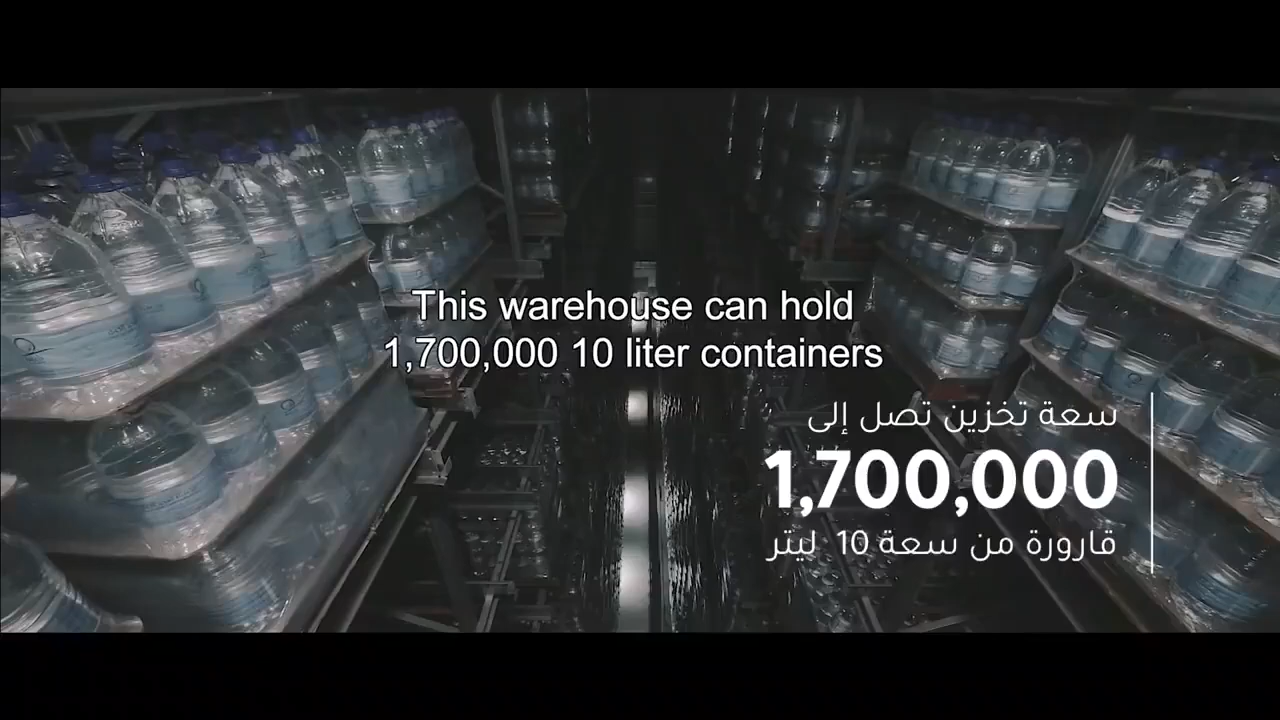 This warehouse can hold
1,700,000 10 liter containers
سعة تخزين تصل إلى
1,700,000
قارورة من سعة 10 ليتر